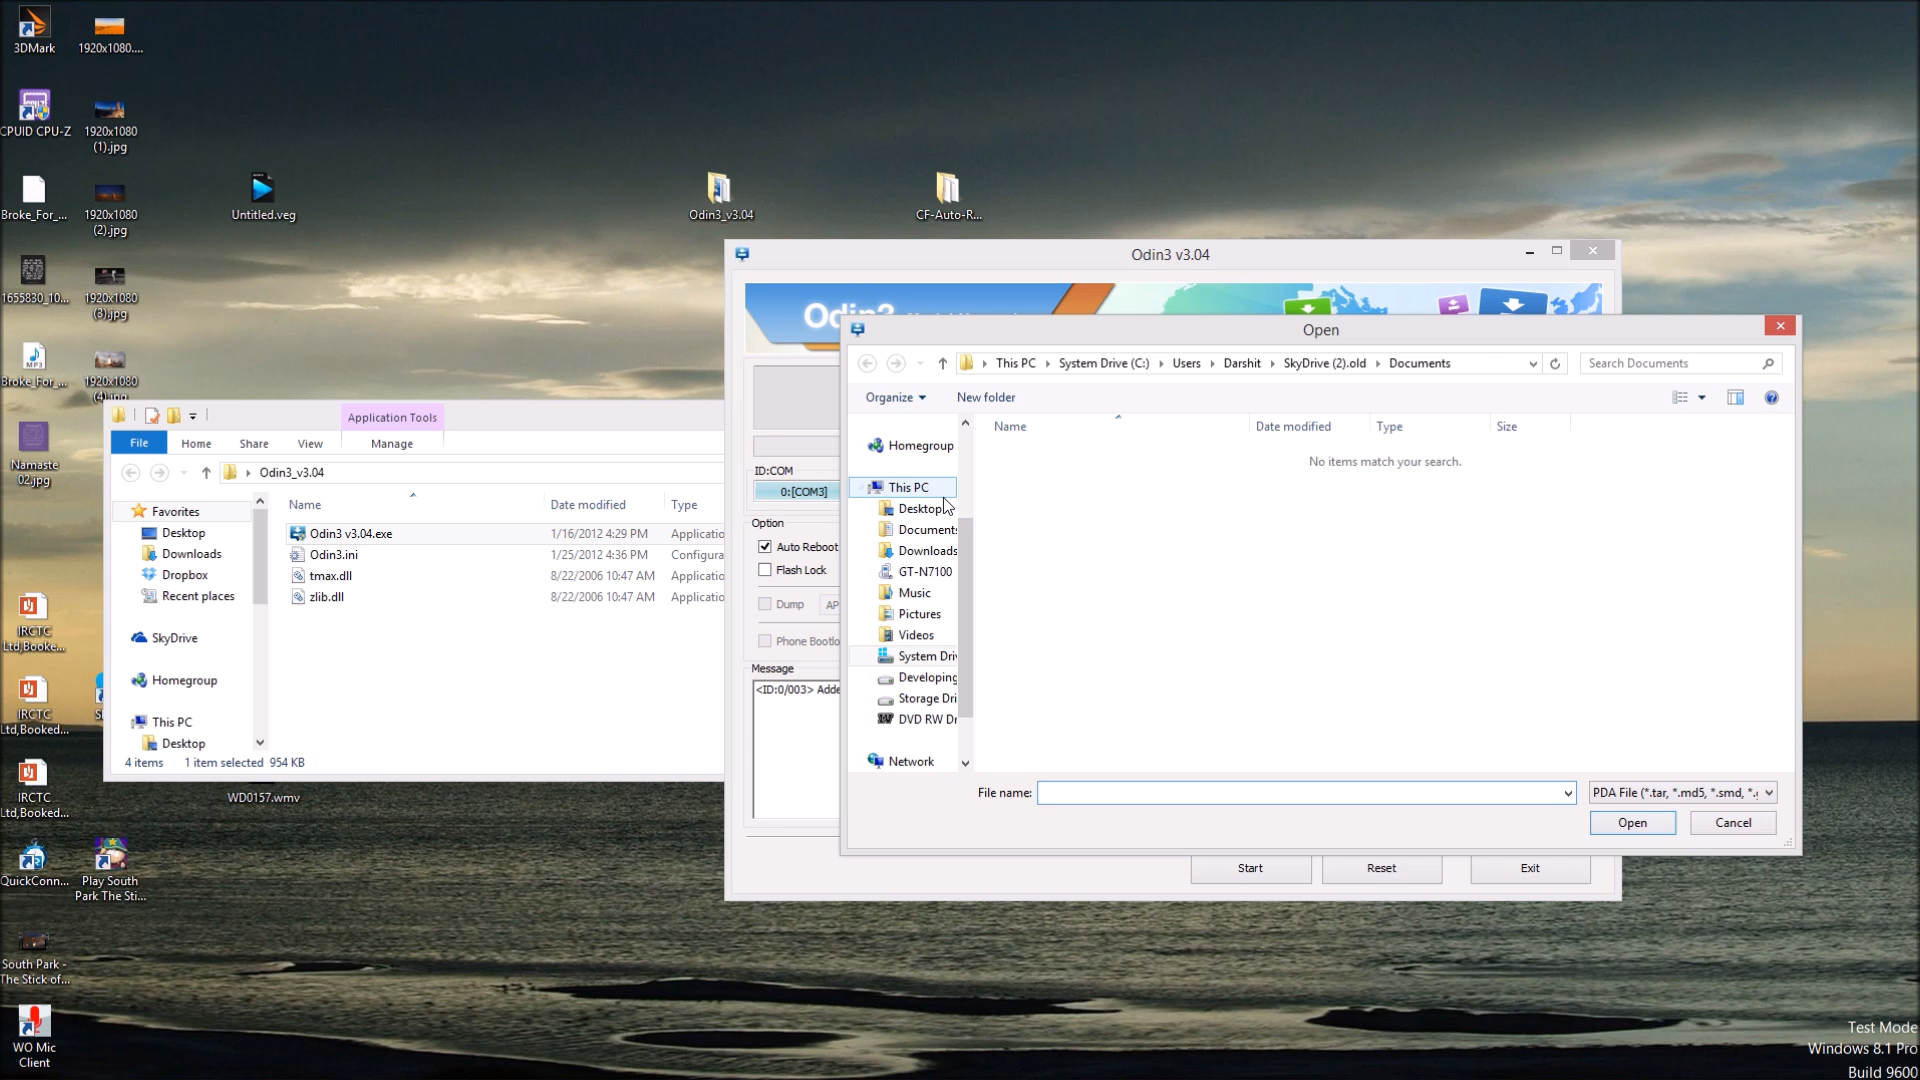 3DMark
1920x1080....
CPUID CPU-Z
1920x1080
(1).jpg
Broke_For_...
1920x1080
(2).jpg
Untitled.veg
Odin3_v3.04
CF-Auto-R...
1655830_10...
1920x1080
(3).jpg
Broke_For_...
1920x1080
(4).jpg
Namaste
02.jpg
IRCTC
Ltd,Booke...
IRCTC
Ltd,Booked...
IRCTC
Ltd,Booked...
QuickConn...
Play South
Park The Sti...
South Park -
The Stick of...
WO Mic
Client
WD0157.wmv
Application Tools
File
Home
Share
View
Manage
Odin3_v3.04
Favorites
Desktop
Downloads
Dropbox
Recent places
SkyDrive
Homegroup
This PC
Desktop
Name
Date modified
Type
Odin3 v3.04.exe 1/16/2012 4:29 PM Applicatio
Odin3.ini 1/25/2012 4:36 PM Configura
tmax.dll 8/22/2006 10:47 AM Applicatio
zlib.dll 8/22/2006 10:47 AM Applicatio
4 items 1 item selected 954 KB
Odin3 v3.04
ID:COM
0:[COM3]
Option
Auto Reboot
Flash Lock
Dump
AP
Phone Bootlo
Message
<ID:0/003> Adde
Start
Reset
Exit
Open
This PC
System Drive (C:)
Users
Darshit
SkyDrive (2).old
Documents
Search Documents
Organize
New folder
Name
Date modified
Type
Size
No items match your search.
Homegroup
This PC
Desktop
Documents
Downloads
GT-N7100
Music
Pictures
Videos
System Driv
Developing
Storage Dri
DVD RW Dr
Network
File name:
PDA File (*.tar, *.md5, *.smd, *.g
Open
Cancel
Test Mode
Windows 8.1 Pro
Build 9600